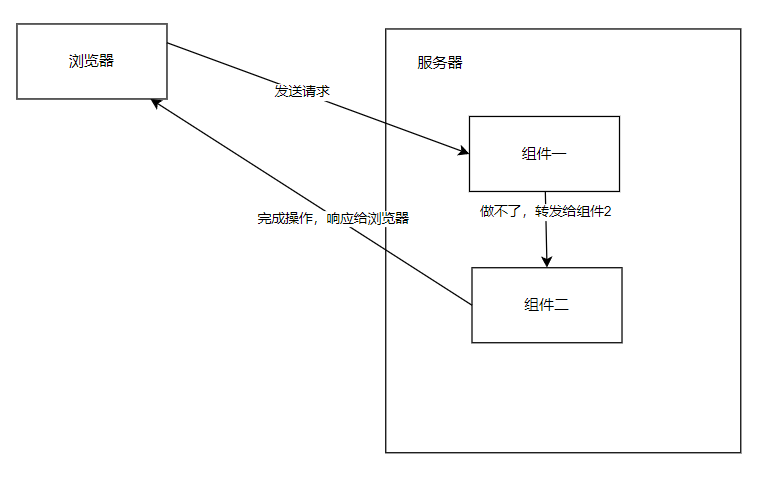 浏览器
服务器
发送请求
组件一
做不了，转发给组件2
完成操作，响应给浏览器
组件二